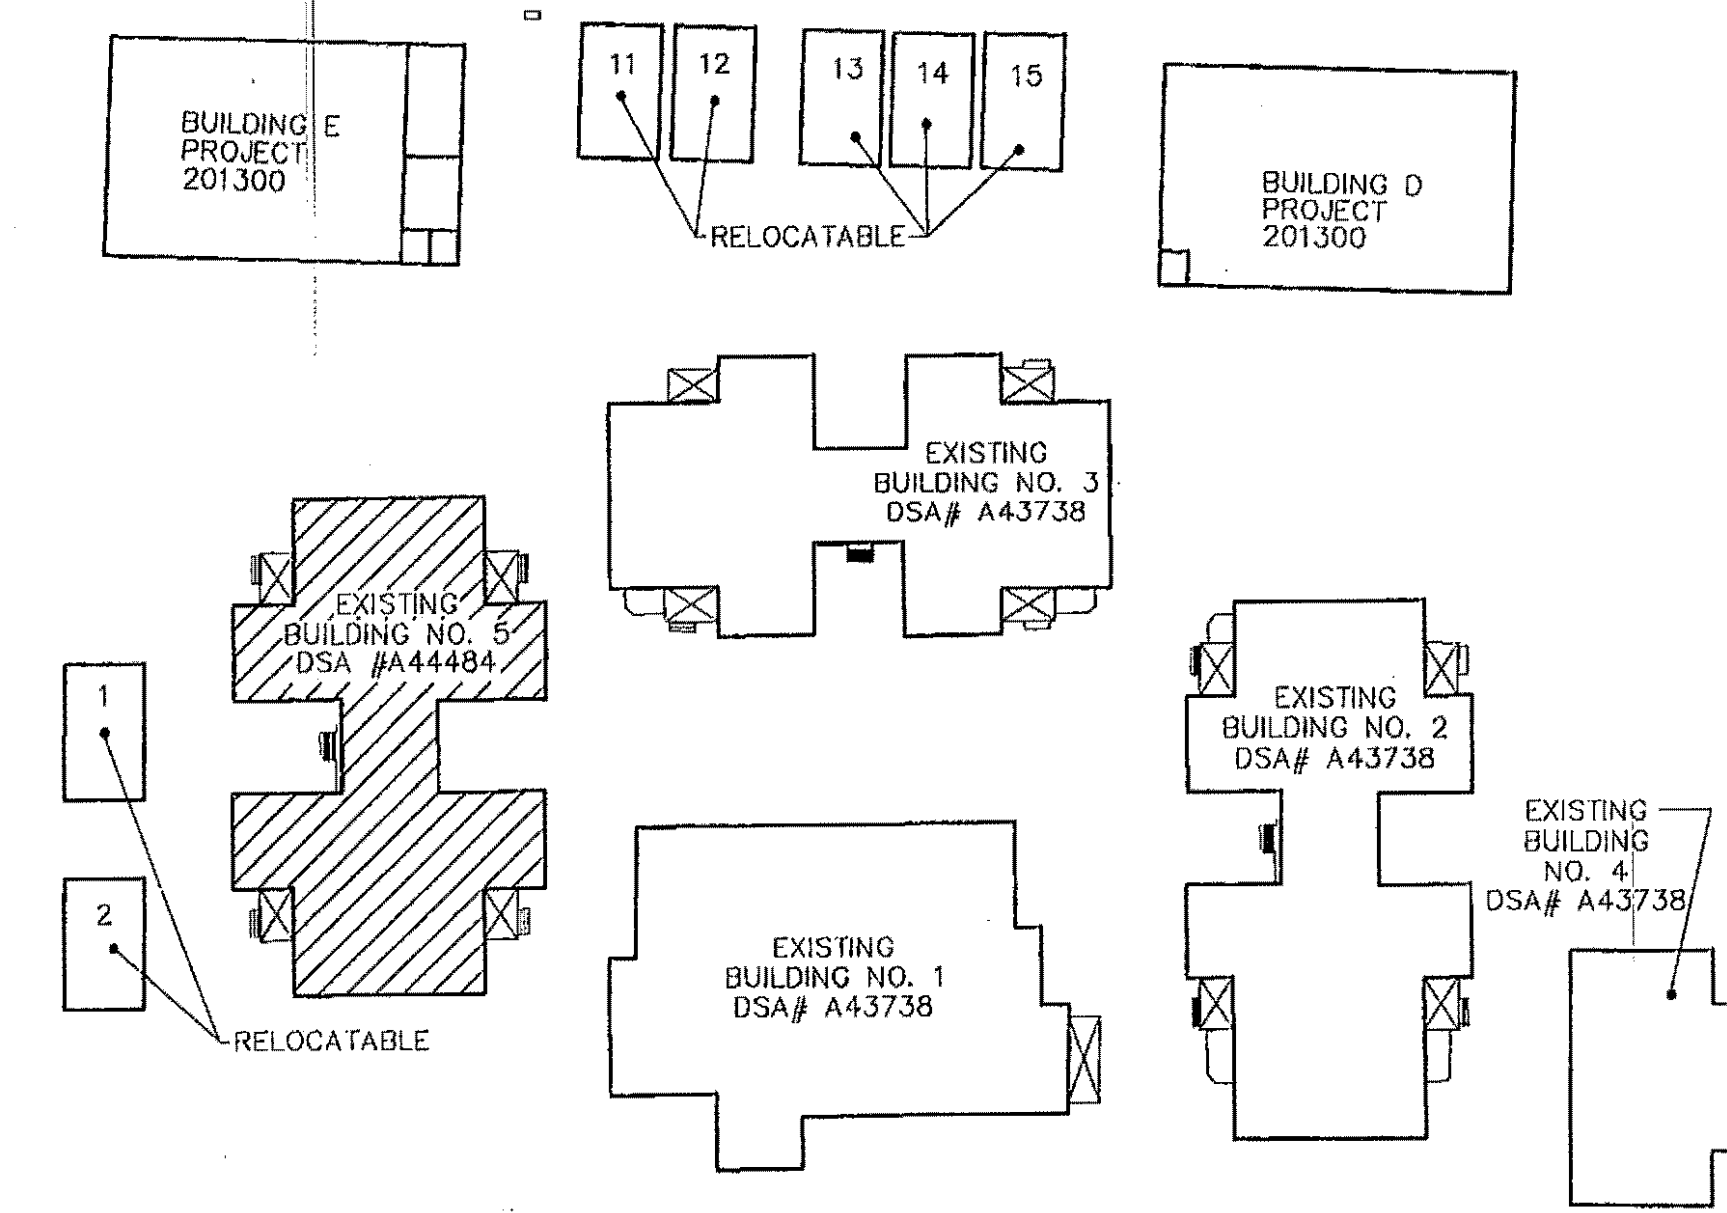 BUILDING E
PROJECT
201300
11
12
13
14
15
RELOCATABLE
BUILDING D
PROJECT
201300
EXISTING
BUILDING NO. 3
DSA# A43738
EXISTING
BUILDING NO. 5
DSA #A44484
1
2
RELOCATABLE
EXISTING
BUILDING NO. 2
DSA# A43738
EXISTING
BUILDING
NO. 4
DSA# A43738
EXISTING
BUILDING NO. 1
DSA# A43738